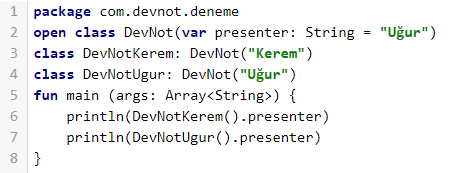 1 package com.devnot.deneme
2 open class DevNot(var presenter: String = "Uğur")
3 class DevNotKerem: DevNot("Kerem")
4 class DevNotUgur: DevNot("Uğur")
5 fun main (args: Array<String>) {
6     println(DevNotKerem().presenter)
7     println(DevNotUgur().presenter)
8 }